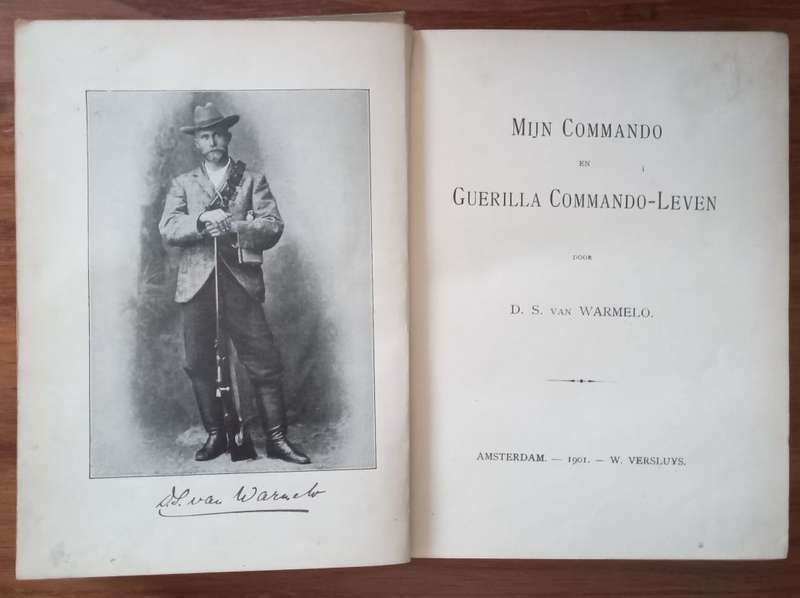 D.S. van Warmelo
MIJN COMMANDO
EN
GUERILLA COMMANDO-LEVEN
DOOR
D. S. VAN WARMELO.
AMSTERDAM. — 1901. — W. VERSLUYS.